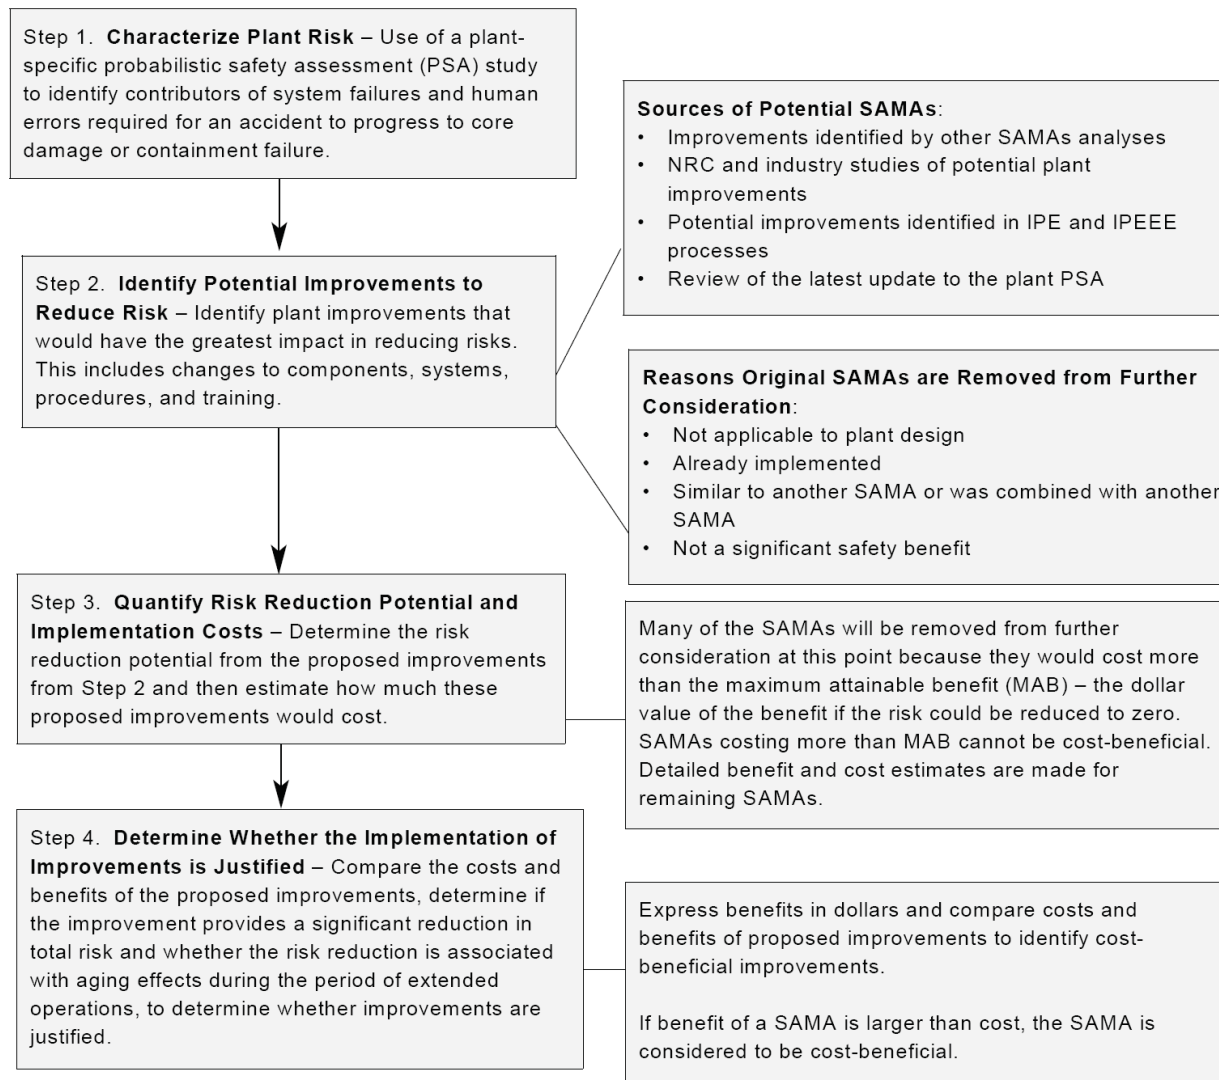 Step 1.  Characterize Plant Risk – Use of a plant-
specific probabilistic safety assessment (PSA) study
to identify contributors of system failures and human
errors required for an accident to progress to core
damage or containment failure.
Sources of Potential SAMAs:
• Improvements identified by other SAMAs analyses
• NRC and industry studies of potential plant
improvements
• Potential improvements identified in IPE and IPEEE
processes
• Review of the latest update to the plant PSA
Step 2.  Identify Potential Improvements to
Reduce Risk – Identify plant improvements that
would have the greatest impact in reducing risks.
This includes changes to components, systems,
procedures, and training.
Reasons Original SAMAs are Removed from Further
Consideration:
• Not applicable to plant design
• Already implemented
• Similar to another SAMA or was combined with another
SAMA
• Not a significant safety benefit
Step 3.  Quantify Risk Reduction Potential and
Implementation Costs – Determine the risk
reduction potential from the proposed improvements
from Step 2 and then estimate how much these
proposed improvements would cost.
Many of the SAMAs will be removed from further
consideration at this point because they would cost more
than the maximum attainable benefit (MAB) – the dollar
value of the benefit if the risk could be reduced to zero.
SAMAs costing more than MAB cannot be cost-beneficial.
Detailed benefit and cost estimates are made for
remaining SAMAs.
Step 4.  Determine Whether the Implementation of
Improvements is Justified – Compare the costs and
benefits of the proposed improvements, determine if
the improvement provides a significant reduction in
total risk and whether the risk reduction is associated
with aging effects during the period of extended
operations, to determine whether improvements are
justified.
Express benefits in dollars and compare costs and
benefits of proposed improvements to identify cost-
beneficial improvements.
If benefit of a SAMA is larger than cost, the SAMA is
considered to be cost-beneficial.